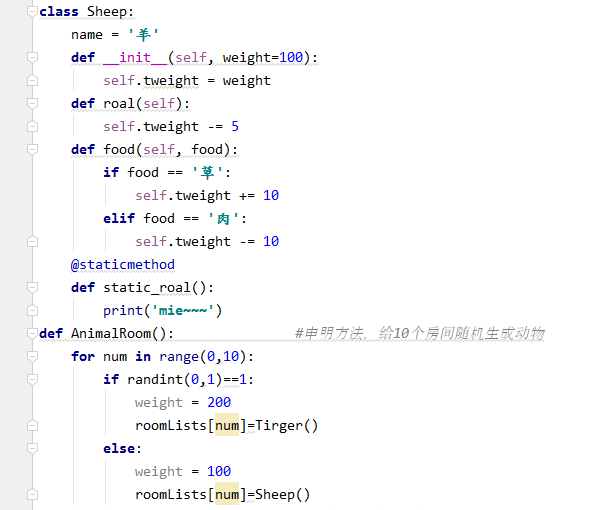 class Sheep:
    name = '羊'
    def __init__(self, weight=100):
        self.tweight = weight
    def roal(self):
        self.tweight -= 5
    def food(self, food):
        if food == '草':
            self.tweight += 10
        elif food == '肉':
            self.tweight -= 10
    @staticmethod
    def static_roal():
        print('mie~~~')
def AnimalRoom():               #申明方法，给10个房间随机生成动物
    for num in range(0,10):
        if randint(0,1)==1:
            weight = 200
            roomLists[num]=Tirger()
        else:
            weight = 100
            roomLists[num]=Sheep()